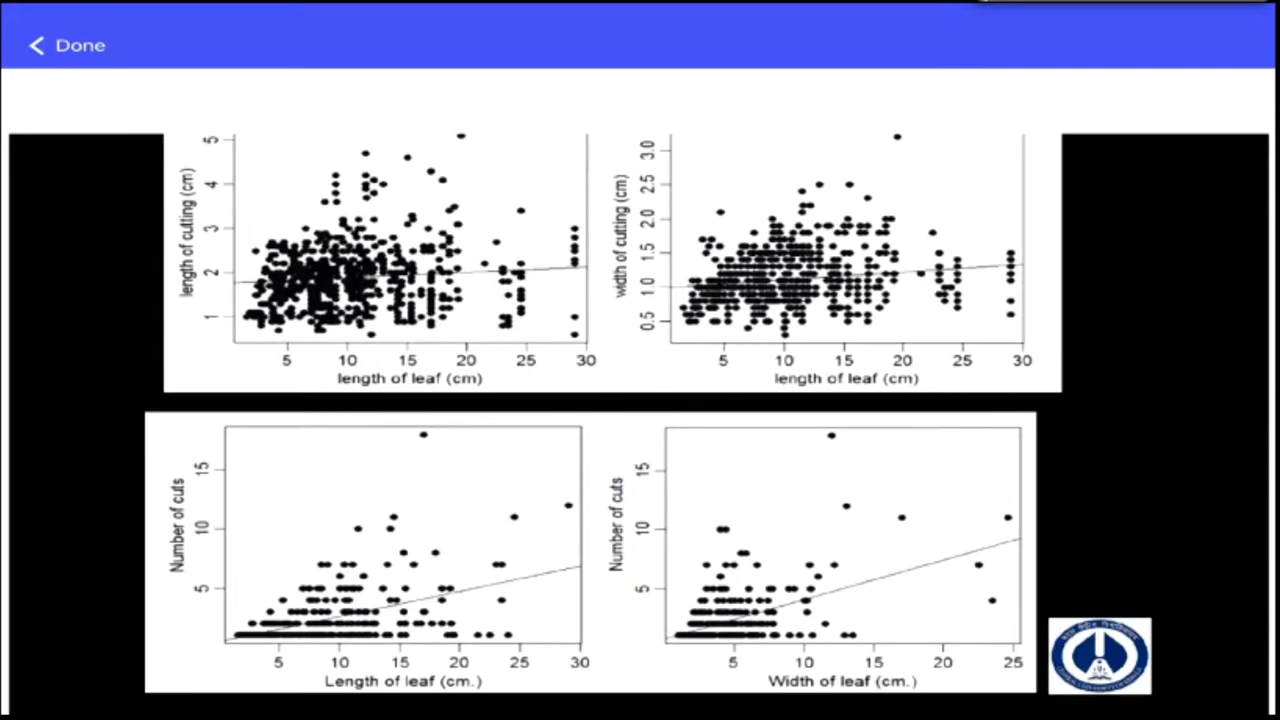 Done
length of cutting (cm)
5
4
3
2
1
5 10 15 20 25 30
length of leaf (cm)
width of cutting (cm)
3.0
2.5
2.0
1.5
1.0
0.5
5 10 15 20 25 30
length of leaf (cm)
Number of cuts
15
10
5
5 10 15 20 25 30
Length of leaf (cm.)
Number of cuts
15
10
5
5 10 15 20 25
Width of leaf (cm.)